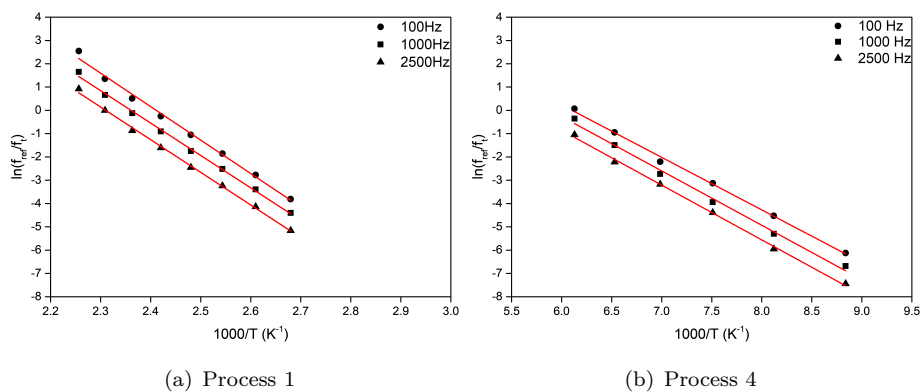 4
3
2
1
0
-1
-2
-3
-4
-5
-6
-7
-8
ln(f_ref/f_t)
100Hz
1000Hz
2500Hz
2.2 2.3 2.4 2.5 2.6 2.7 2.8 2.9 3.0
1000/T (K⁻¹)
(a) Process 1
4
3
2
1
0
-1
-2
-3
-4
-5
-6
-7
-8
ln(f_ref/f_t)
100 Hz
1000 Hz
2500 Hz
5.5 6.0 6.5 7.0 7.5 8.0 8.5 9.0 9.5
1000/T (K⁻¹)
(b) Process 4